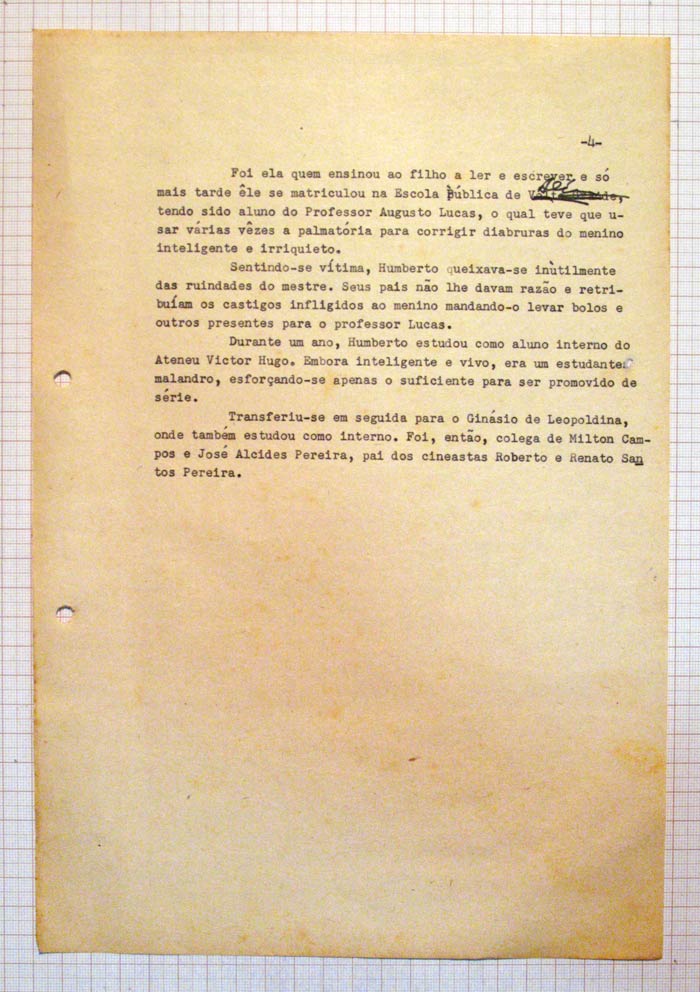 -4-
Foi ela quem ensinou ao filho a ler e escrever e só
mais tarde êle se matriculou na Escola Pública de
tendo sido aluno do Professor Augusto Lucas, o qual teve que u-
sar várias vêzes a palmatória para corrigir diabruras do menino
inteligente e irriquieto.
Sentindo-se vítima, Humberto queixava-se inùtilmente
das ruindades do mestre. Seus pais não lhe davam razão e retri-
buíam os castigos infligidos ao menino mandando-o levar bolos e
outros presentes para o professor Lucas.
Durante um ano, Humberto estudou como aluno interno do
Ateneu Victor Hugo. Embora inteligente e vivo, era um estudante
malandro, esforçando-se apenas o suficiente para ser promovido de
série.
Transferiu-se em seguida para o Ginásio de Leopoldina,
onde também estudou como interno. Foi, então, colega de Milton Cam-
pos e José Alcides Pereira, pai dos cineastas Roberto e Renato San
tos Pereira.